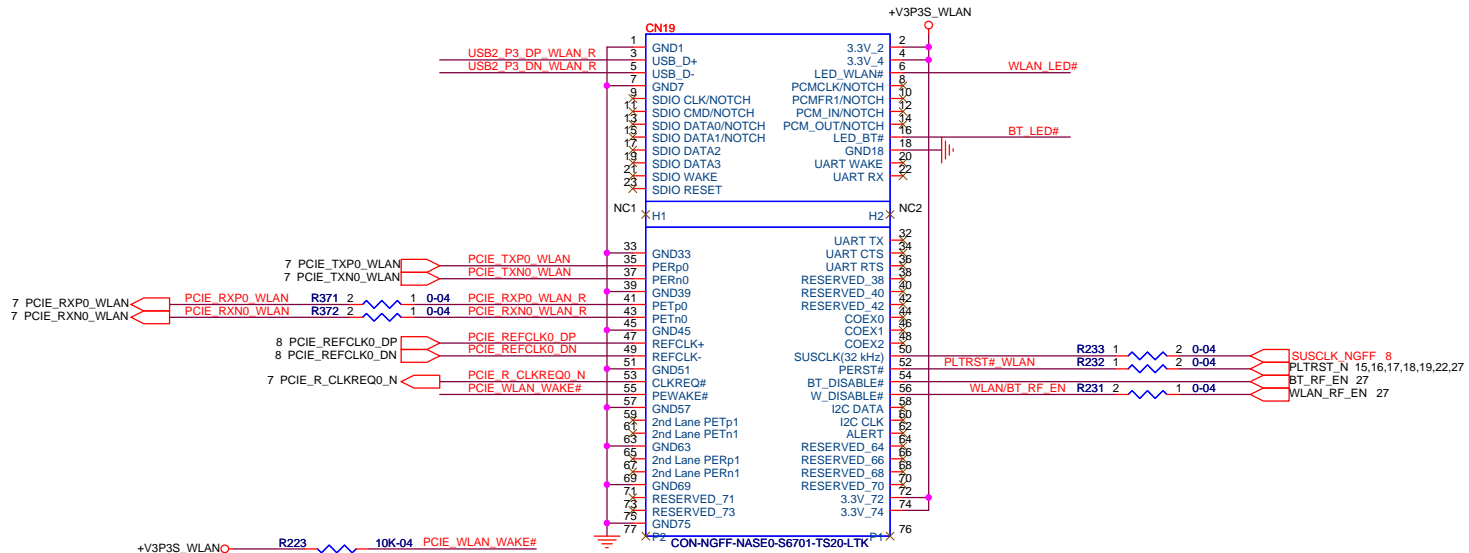 +V3P3S_WLAN
CN19
1 GND1 3.3V_2 2
USB2_P3_DP_WLAN_R 3 USB_D+ 3.3V_4 4
USB2_P3_DN_WLAN_R 5 USB_D- LED_WLAN# 6 WLAN_LED#
7 GND7 PCMCLK/NOTCH 8
9 SDIO CLK/NOTCH PCMFR1/NOTCH 10
11 SDIO CMD/NOTCH PCM_IN/NOTCH 12
13 SDIO DATA0/NOTCH PCM_OUT/NOTCH 14
15 SDIO DATA1/NOTCH LED_BT# 16 BT_LED#
17 SDIO DATA2 GND18 18
19 SDIO DATA3 UART WAKE 20
21 SDIO WAKE UART RX 22
23 SDIO RESET
NC1 H1 H2 NC2
UART TX 32
33 GND33 UART CTS 34
7 PCIE_TXP0_WLAN PCIE_TXP0_WLAN 35 PERp0 UART RTS 36
7 PCIE_TXN0_WLAN PCIE_TXN0_WLAN 37 PERn0 RESERVED_38 38
39 GND39 RESERVED_40 40
7 PCIE_RXP0_WLAN PCIE_RXP0_WLAN R371 2 1 0-04 PCIE_RXP0_WLAN_R 41 PETp0 RESERVED_42 42
7 PCIE_RXN0_WLAN PCIE_RXN0_WLAN R372 2 1 0-04 PCIE_RXN0_WLAN_R 43 PETn0 COEX0 44
45 GND45 COEX1 46
8 PCIE_REFCLK0_DP PCIE_REFCLK0_DP 47 REFCLK+ COEX2 48
8 PCIE_REFCLK0_DN PCIE_REFCLK0_DN 49 REFCLK- SUSCLK(32 kHz) 50 R233 1 2 0-04 SUSCLK_NGFF 8
51 GND51 PERST# 52 PLTRST#_WLAN R232 1 2 0-04 PLTRST_N 15,16,17,18,19,22,27
7 PCIE_R_CLKREQ0_N PCIE_R_CLKREQ0_N 53 CLKREQ# BT_DISABLE# 54 BT_RF_EN 27
PCIE_WLAN_WAKE# 55 PEWAKE# W_DISABLE# 56 WLAN/BT_RF_EN R231 2 1 0-04 WLAN_RF_EN 27
57 GND57 I2C DATA 58
59 2nd Lane PETp1 I2C CLK 60
61 2nd Lane PETn1 ALERT 62
63 GND63 RESERVED_64 64
65 2nd Lane PERp1 RESERVED_66 66
67 2nd Lane PERn1 RESERVED_68 68
69 GND69 RESERVED_70 70
71 RESERVED_71 3.3V_72 72
73 RESERVED_73 3.3V_74 74
75 GND75
77 P2 P1 76
CON-NGFF-NASE0-S6701-TS20-LTK
+V3P3S_WLAN R223 10K-04 PCIE_WLAN_WAKE#